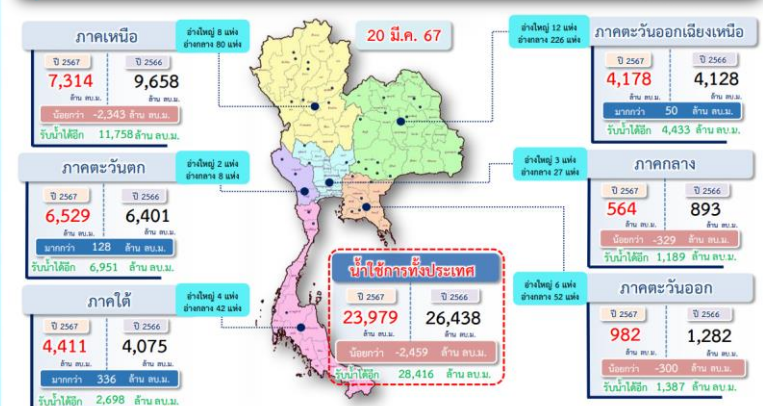 20 มี.ค. 67
ภาคเหนือ
อ่างใหญ่ 8 แห่ง
อ่างกลาง 80 แห่ง
ปี 2567 ปี 2566
7,314 9,658
ล้าน ลบ.ม. ล้าน ลบ.ม.
น้อยกว่า -2,343 ล้าน ลบ.ม.
รับน้ำได้อีก 11,758 ล้าน ลบ.ม.
ภาคตะวันออกเฉียงเหนือ
อ่างใหญ่ 12 แห่ง
อ่างกลาง 226 แห่ง
ปี 2567 ปี 2566
4,178 4,128
ล้าน ลบ.ม. ล้าน ลบ.ม.
มากกว่า 50 ล้าน ลบ.ม.
รับน้ำได้อีก 4,433 ล้าน ลบ.ม.
ภาคตะวันตก
อ่างใหญ่ 2 แห่ง
อ่างกลาง 8 แห่ง
ปี 2567 ปี 2566
6,529 6,401
ล้าน ลบ.ม. ล้าน ลบ.ม.
มากกว่า 128 ล้าน ลบ.ม.
รับน้ำได้อีก 6,951 ล้าน ลบ.ม.
ภาคกลาง
อ่างใหญ่ 3 แห่ง
อ่างกลาง 27 แห่ง
ปี 2567 ปี 2566
564 893
ล้าน ลบ.ม. ล้าน ลบ.ม.
น้อยกว่า -329 ล้าน ลบ.ม.
รับน้ำได้อีก 1,189 ล้าน ลบ.ม.
ภาคใต้
อ่างใหญ่ 4 แห่ง
อ่างกลาง 42 แห่ง
ปี 2567 ปี 2566
4,411 4,075
ล้าน ลบ.ม. ล้าน ลบ.ม.
มากกว่า 336 ล้าน ลบ.ม.
รับน้ำได้อีก 2,698 ล้าน ลบ.ม.
น้ำใช้การทั้งประเทศ
ปี 2567 ปี 2566
23,979 26,438
ล้าน ลบ.ม. ล้าน ลบ.ม.
น้อยกว่า -2,459 ล้าน ลบ.ม.
รับน้ำได้อีก 28,416 ล้าน ลบ.ม.
ภาคตะวันออก
อ่างใหญ่ 6 แห่ง
อ่างกลาง 52 แห่ง
ปี 2567 ปี 2566
982 1,282
ล้าน ลบ.ม. ล้าน ลบ.ม.
น้อยกว่า -300 ล้าน ลบ.ม.
รับน้ำได้อีก 1,387 ล้าน ลบ.ม.